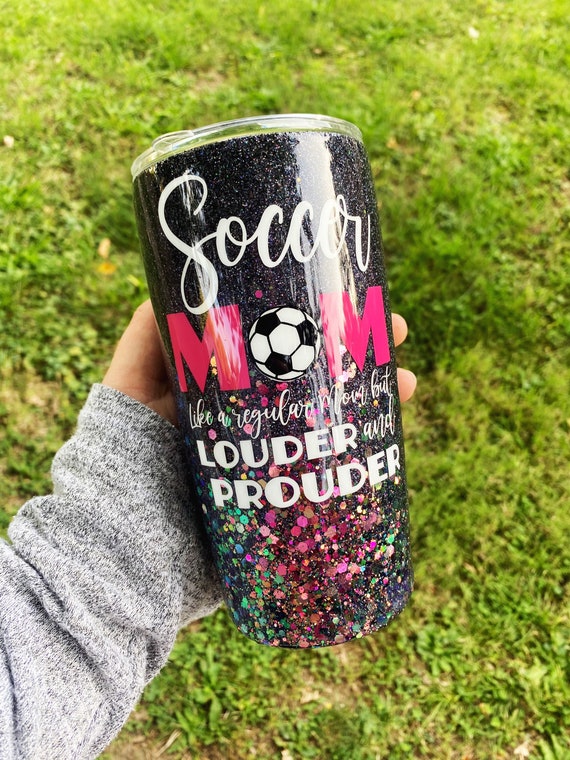 Soccer
MOM
like a regular Mom, but
LOUDER and
PROUDER